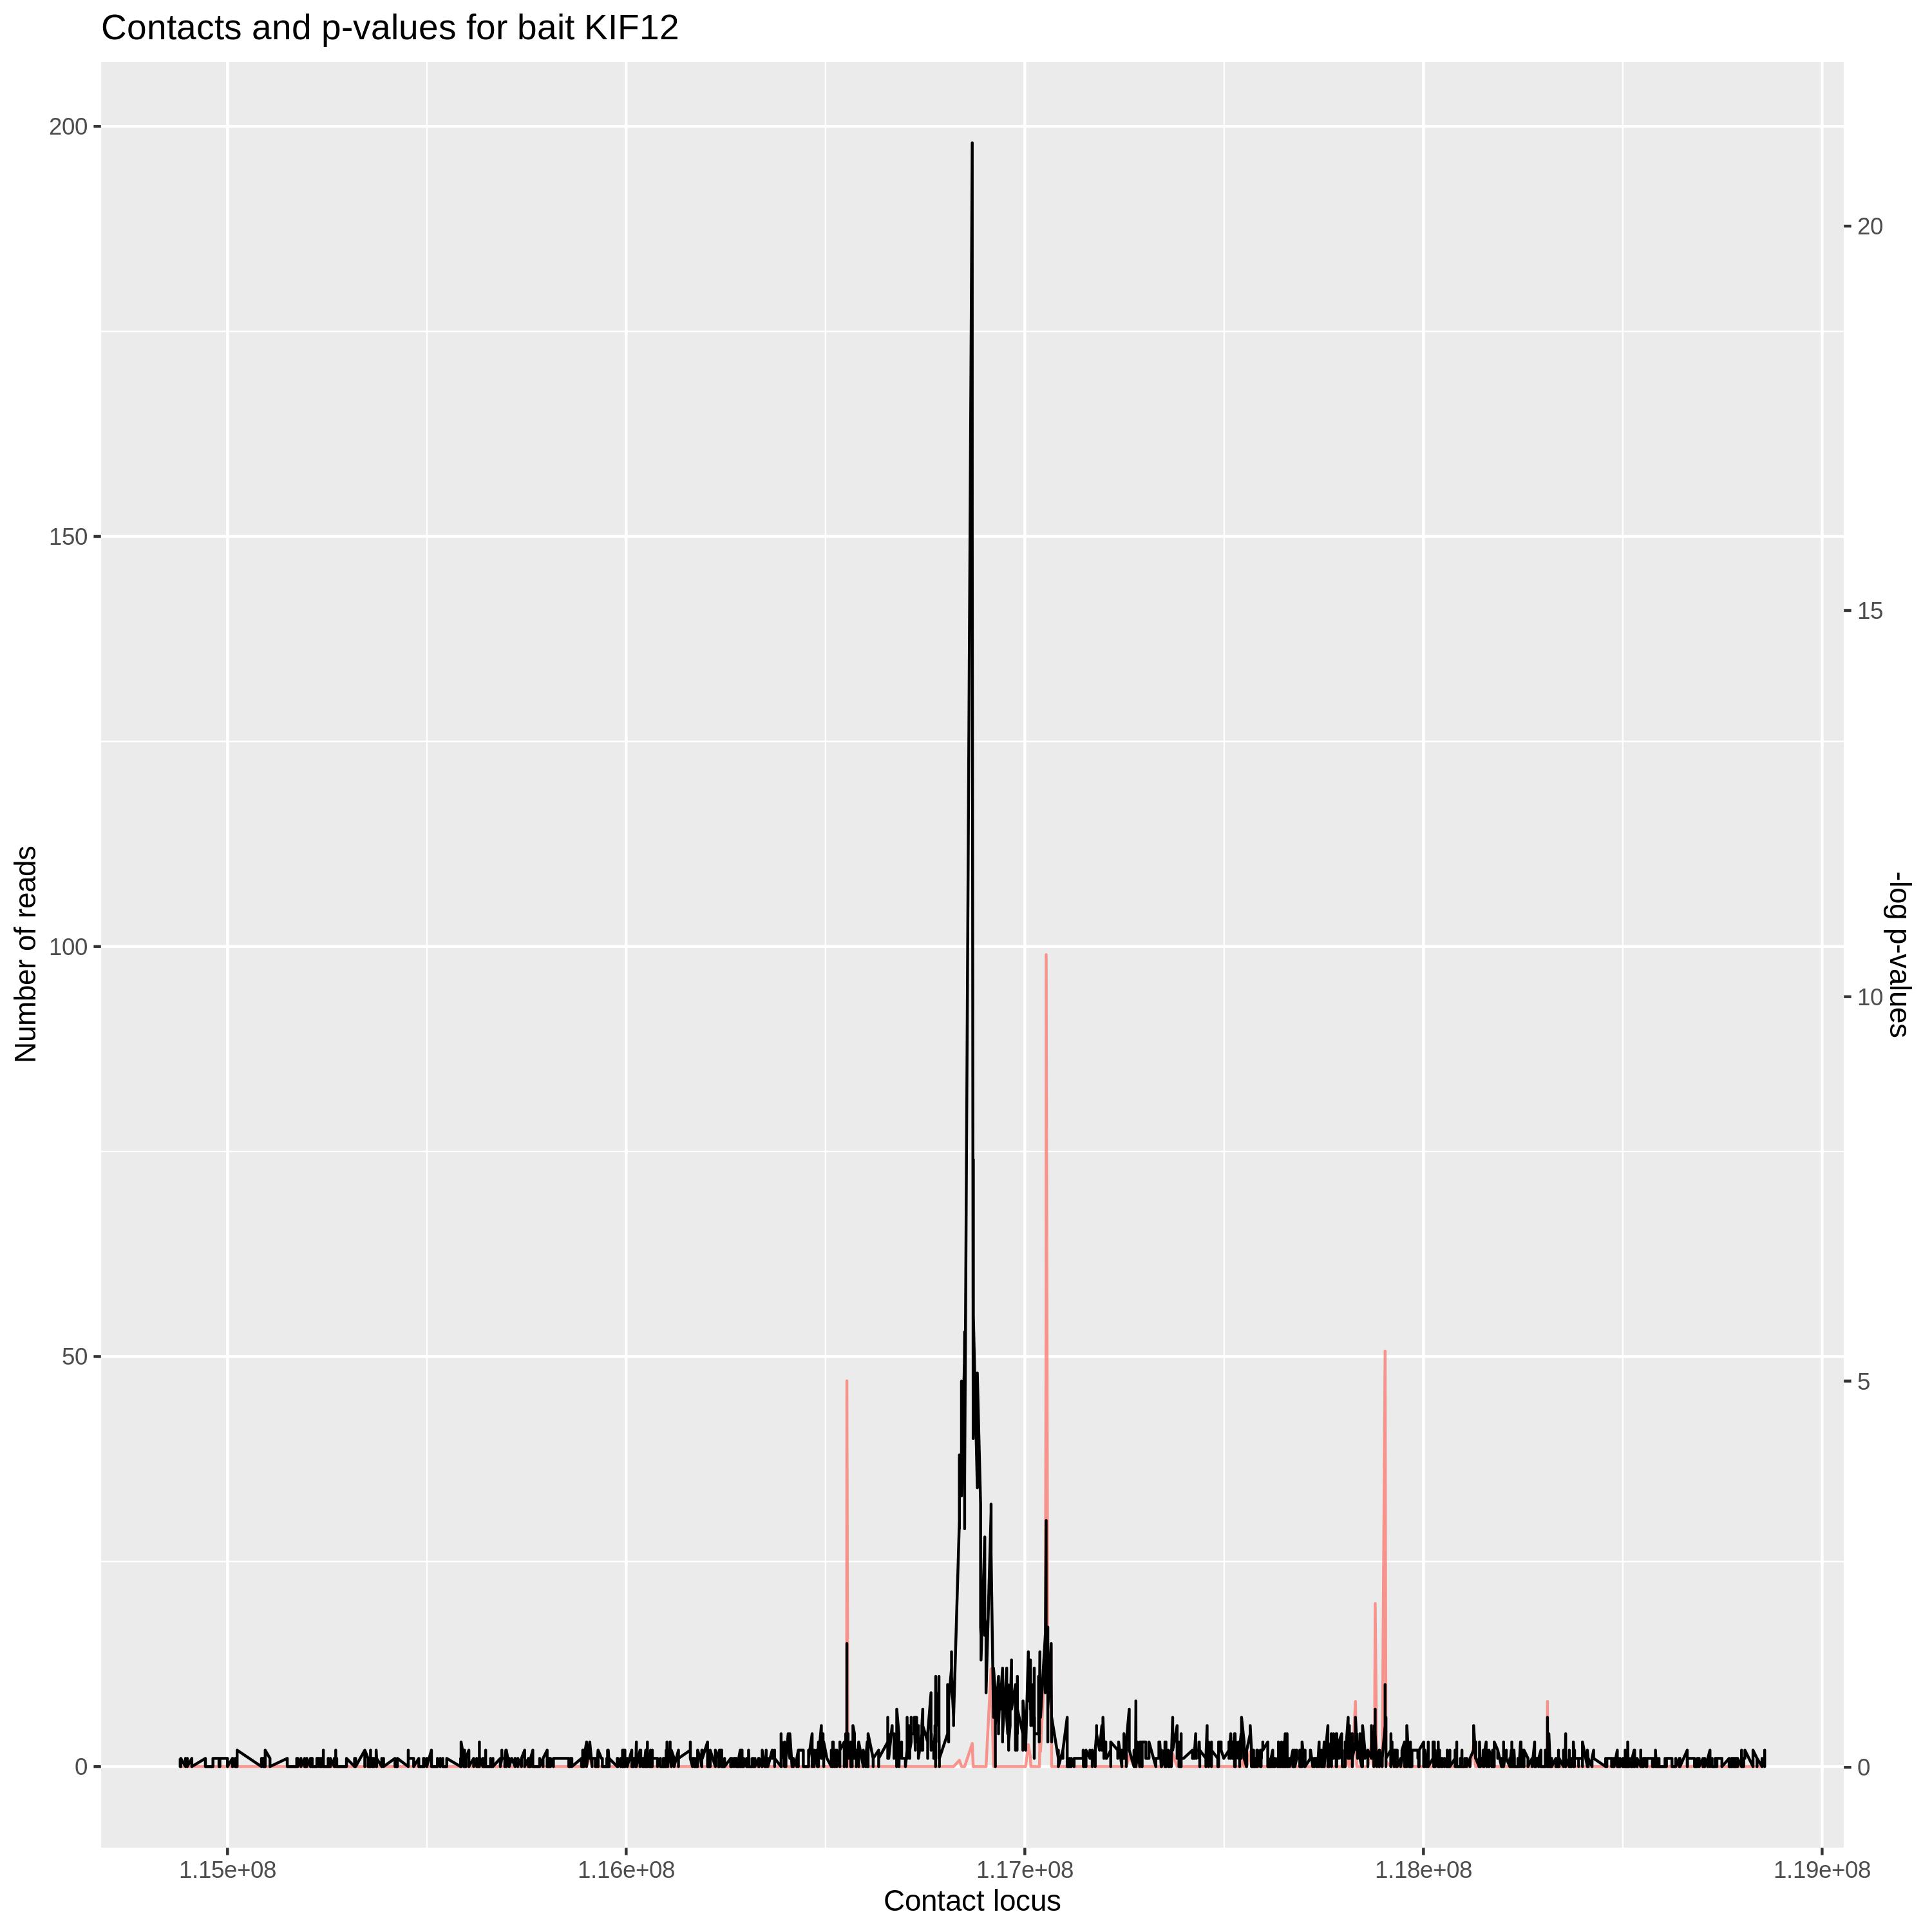 Contacts and p-values for bait KIF12
200
150
100
50
0
Number of reads
20
15
10
5
0
-log p-values
1.15e+08
1.16e+08
1.17e+08
1.18e+08
1.19e+08
Contact locus